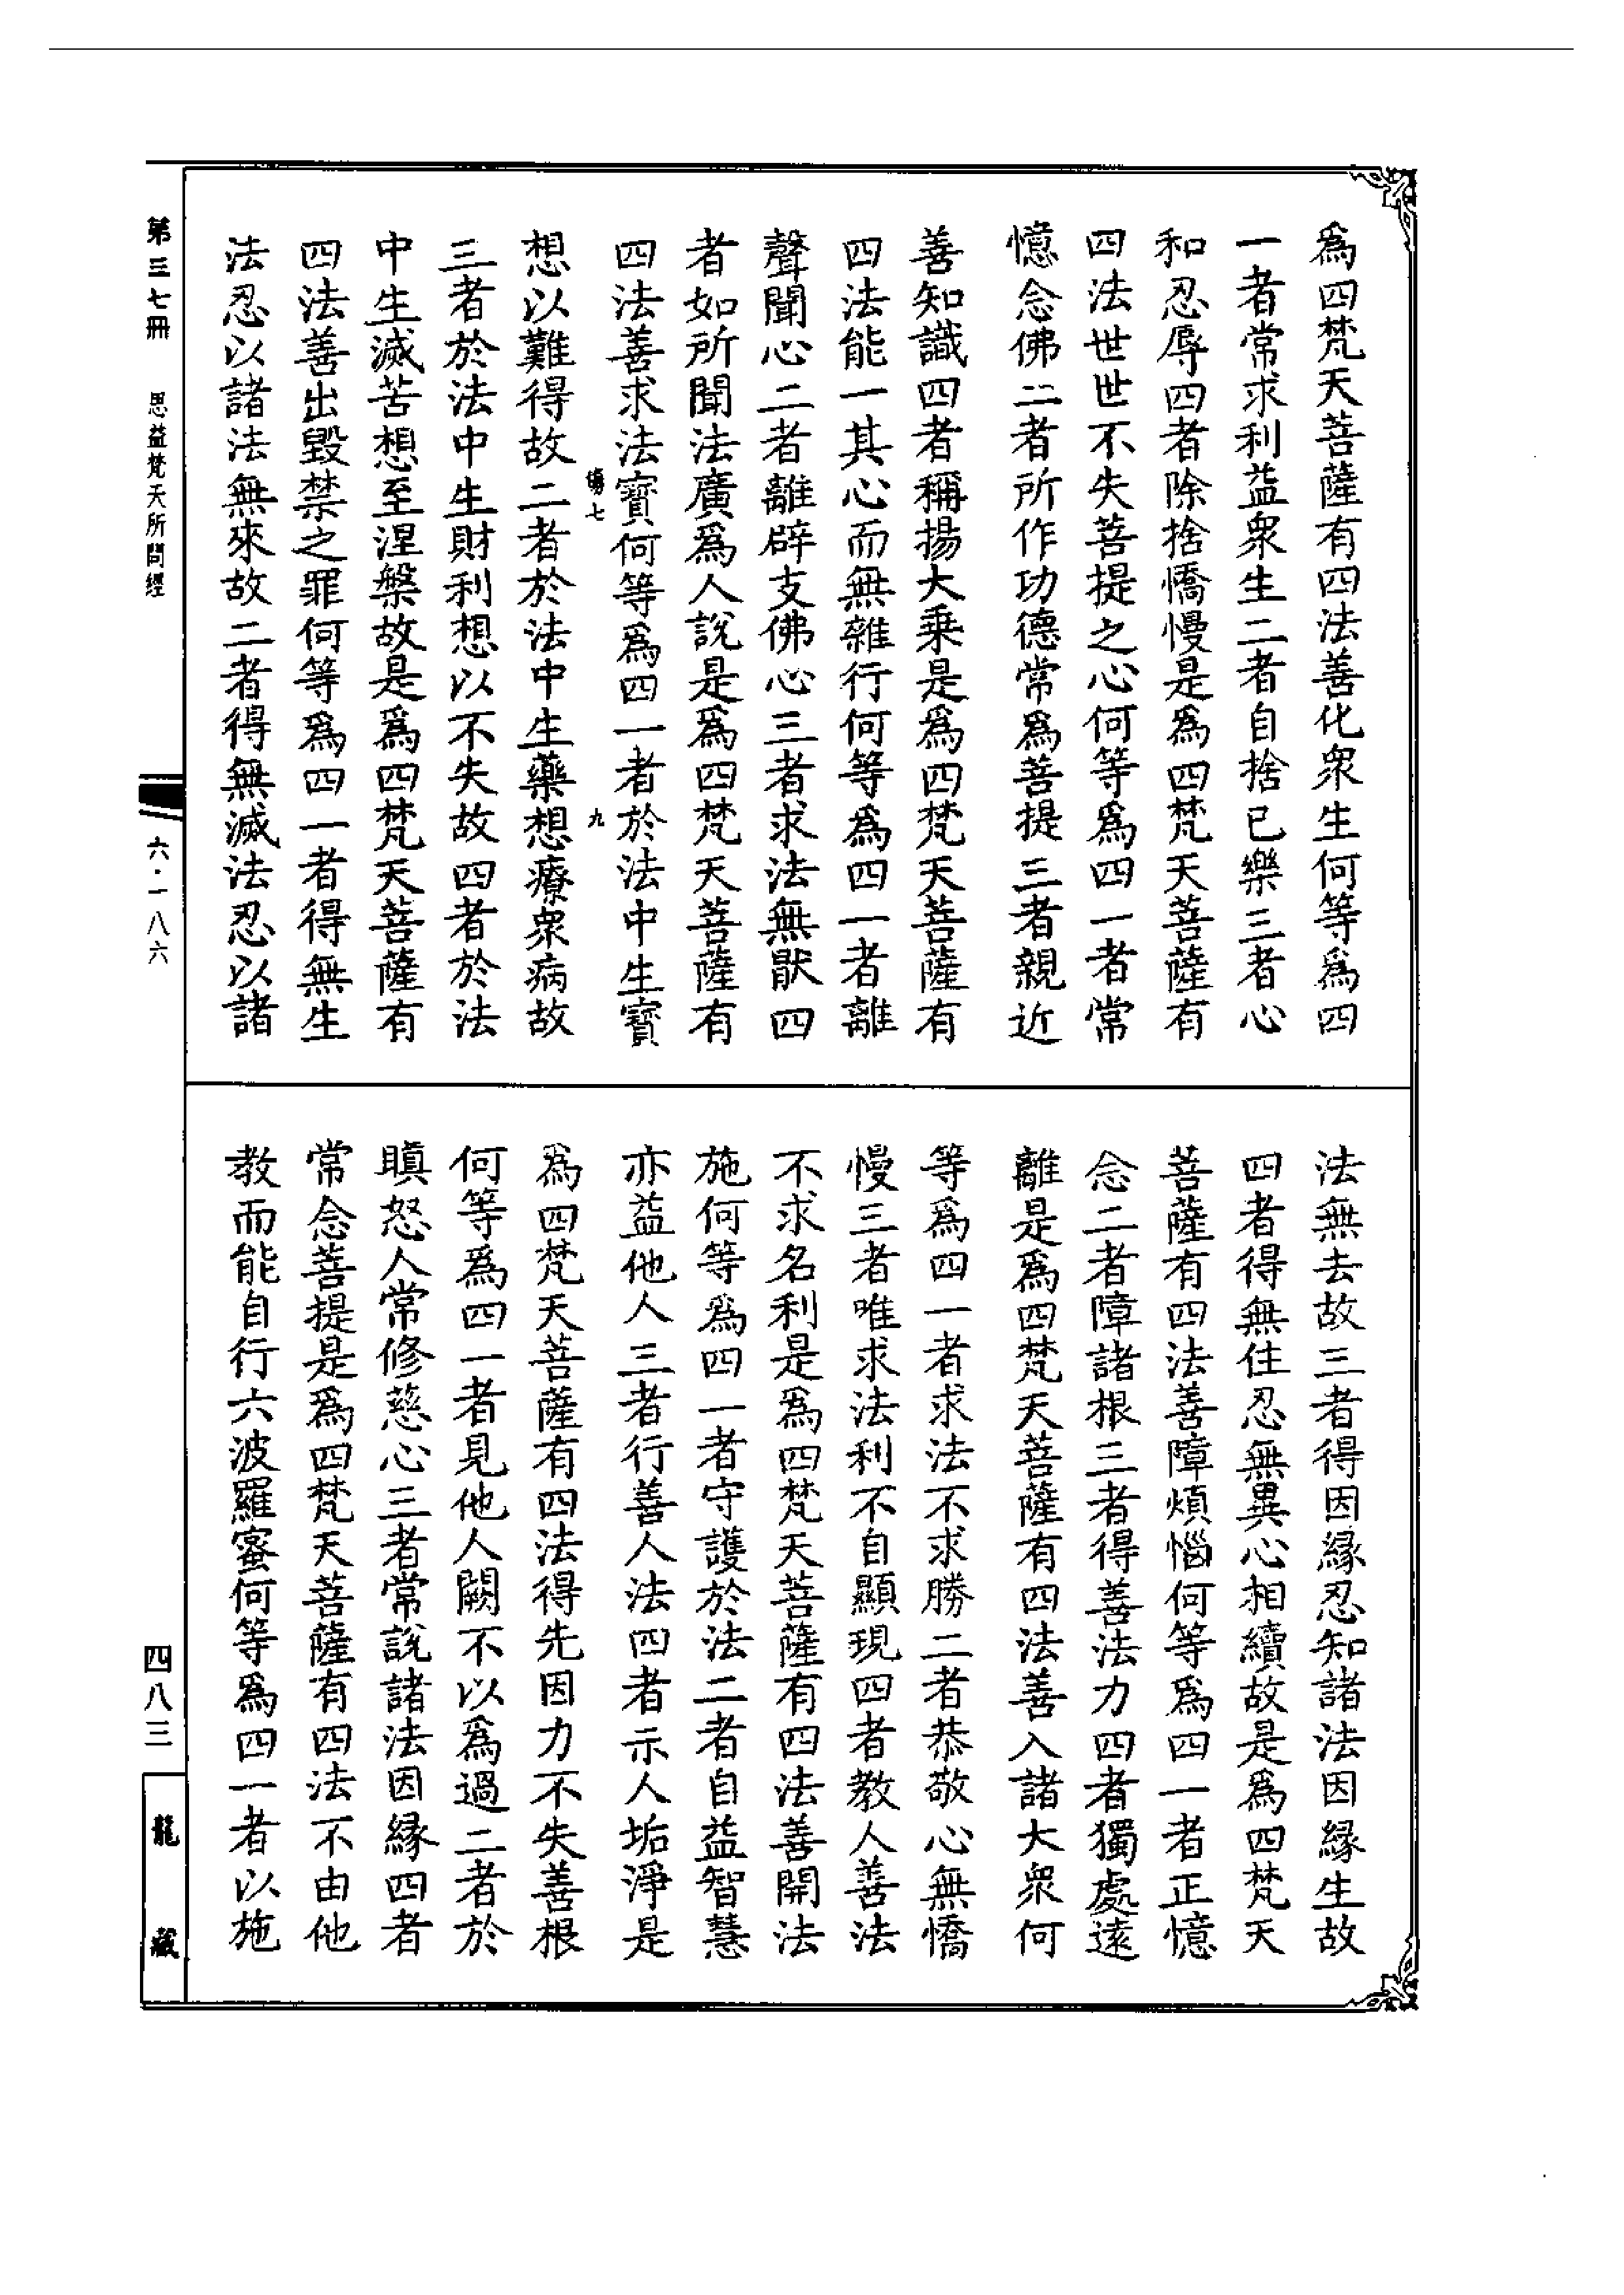 爲四梵天菩薩有四法善化衆生何等爲四
一者常求利益衆生二者自捨已樂三者心
和忍辱四者除捨憍慢是爲四梵天菩薩有
四法世世不失菩提之心何等爲四一者常
憶念佛二者所作功德常爲菩提三者親近
善知識四者稱揚大乗是爲四梵天菩薩有
四法能一其心而無雜行何等爲四一者離
聲聞心二者離辟支佛心三者求法無猒四
者如所聞法廣爲人說是爲四梵天菩薩有
四法善求法寳何等爲四一者於法中生寳
想以難得故二者於法中生藥想療衆病故
三者於法中生財利想以不失故四者於法
中生滅苦想至涅槃故是爲四梵天菩薩有
四法善出毀禁之罪何等爲四一者得無生
法忍以諸法無來故二者得無滅法忍以諸
法無去故三者得因緣忍知諸法因緣生故
四者得無住忍無異心相續故是爲四梵天
菩薩有四法善障煩惱何等爲四一者正憶
念二者障諸根三者得善法力四者獨處遠
離是爲四梵天菩薩有四法善入諸大衆何
等爲四一者求法不求勝二者恭敬心無憍
慢三者唯求法利不自顯現四者教人善法
不求名利是爲四梵天菩薩有四法善開法
施何等爲四一者守護於法二者自益智慧
亦益他人三者行善人法四者示人垢淨是
爲四梵天菩薩有四法得先因力不失善根
何等爲四一者見他人闕不以爲過二者於
瞋怒人常修慈心三者常說諸法因緣四者
常念菩提是爲四梵天菩薩有四法不由他
教而能自行六波羅蜜何等爲四一者以施
第三七冊 思益梵天所問經
六·一八六
四八三
龍藏
七
九